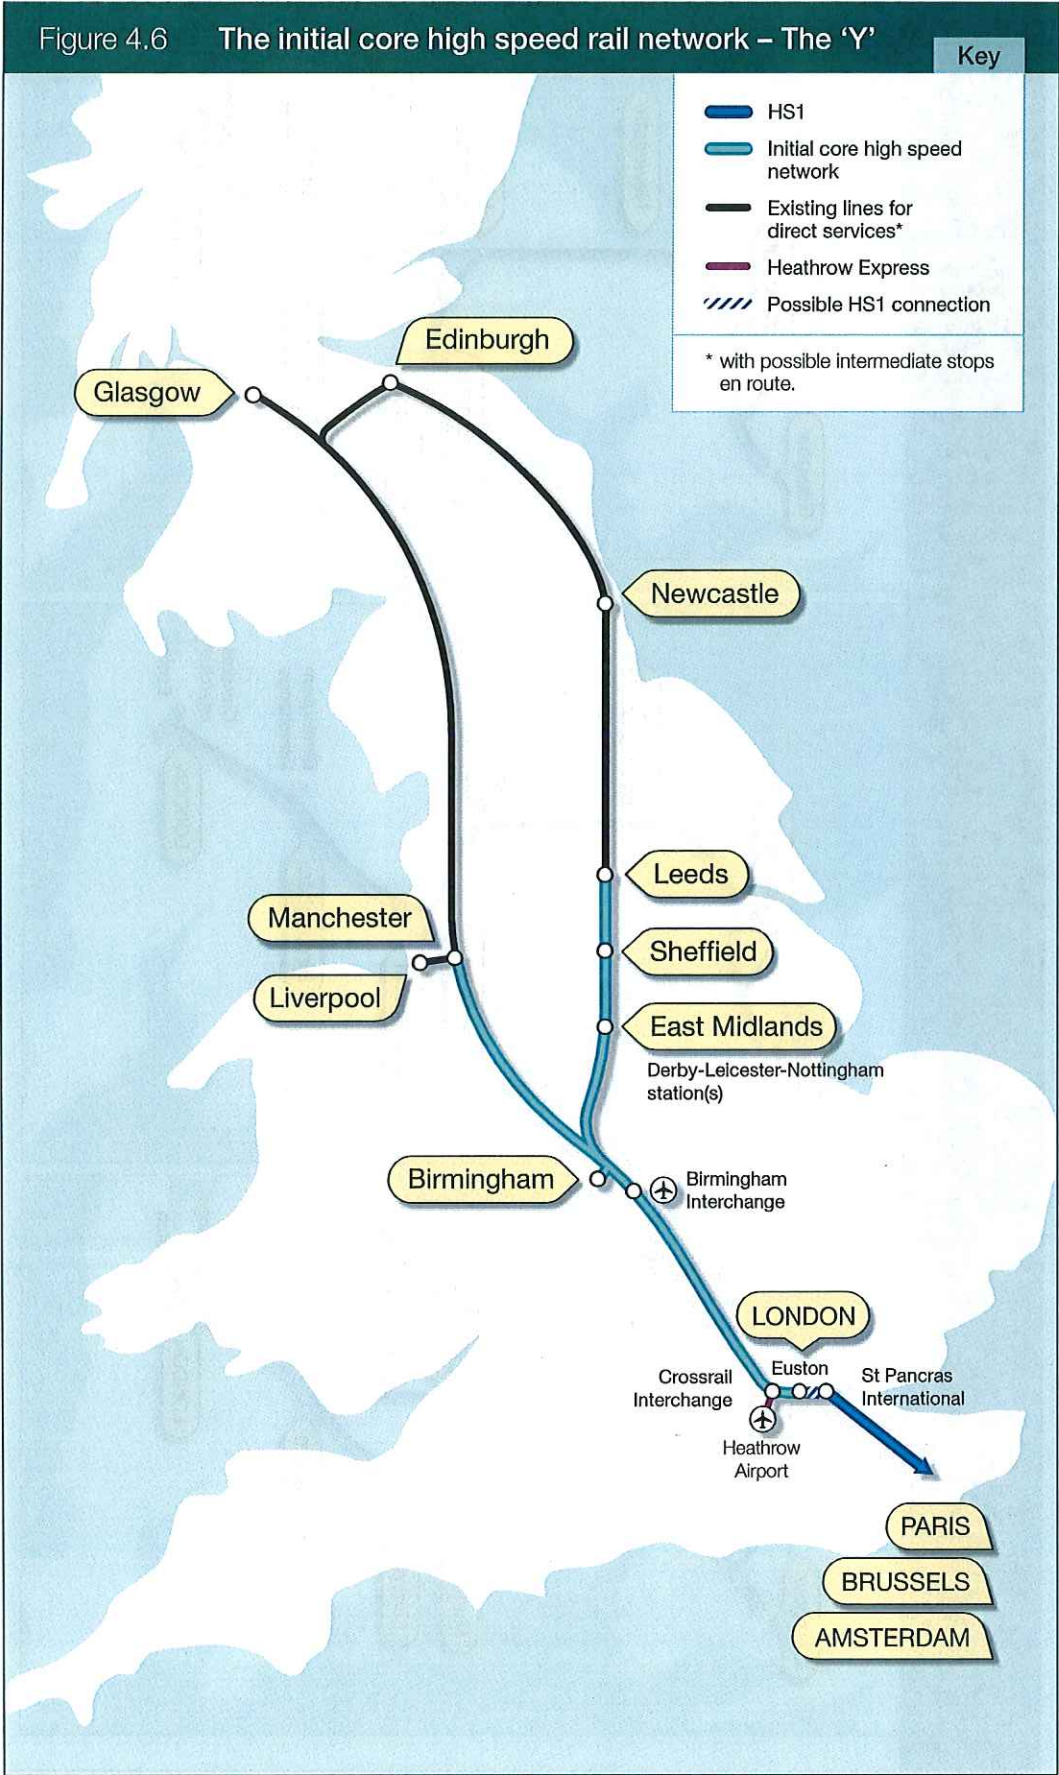 Figure 4.6 The initial core high speed rail network – The ‘Y’
Key
HS1
Initial core high speed
network
Existing lines for
direct services*
Heathrow Express
Possible HS1 connection
* with possible intermediate stops
en route.
Edinburgh
Glasgow
Newcastle
Leeds
Manchester
Sheffield
Liverpool
East Midlands
Derby-Leicester-Nottingham
station(s)
Birmingham
Birmingham
Interchange
LONDON
Euston
Crossrail
Interchange
St Pancras
International
Heathrow
Airport
PARIS
BRUSSELS
AMSTERDAM